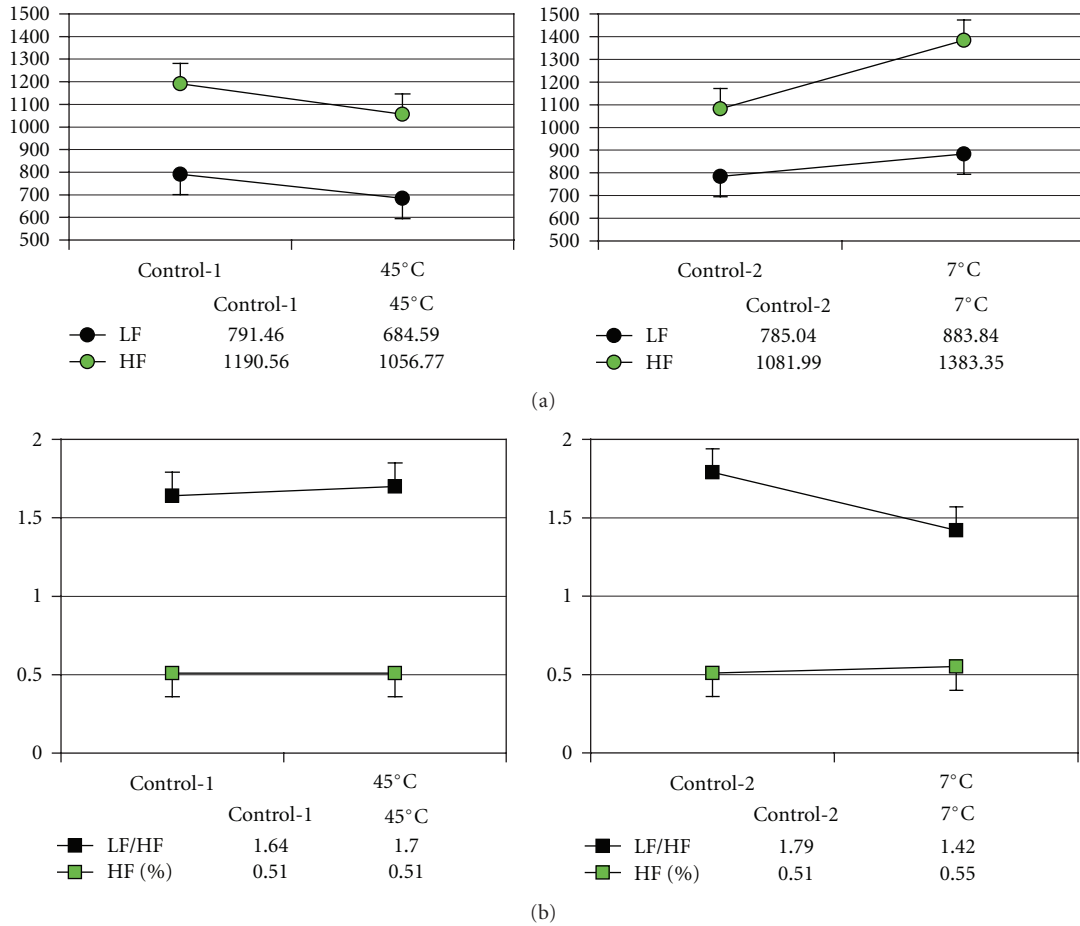 1500
1400
1300
1200
1100
1000
900
800
700
600
500
Control-1 45°C
Control-1 45°C
LF 791.46 684.59
HF 1190.56 1056.77
1500
1400
1300
1200
1100
1000
900
800
700
600
500
Control-2 7°C
Control-2 7°C
LF 785.04 883.84
HF 1081.99 1383.35
(a)
2
1.5
1
0.5
0
Control-1 45°C
Control-1 45°C
LF/HF 1.64 1.7
HF (%) 0.51 0.51
2
1.5
1
0.5
0
Control-2 7°C
Control-2 7°C
LF/HF 1.79 1.42
HF (%) 0.51 0.55
(b)